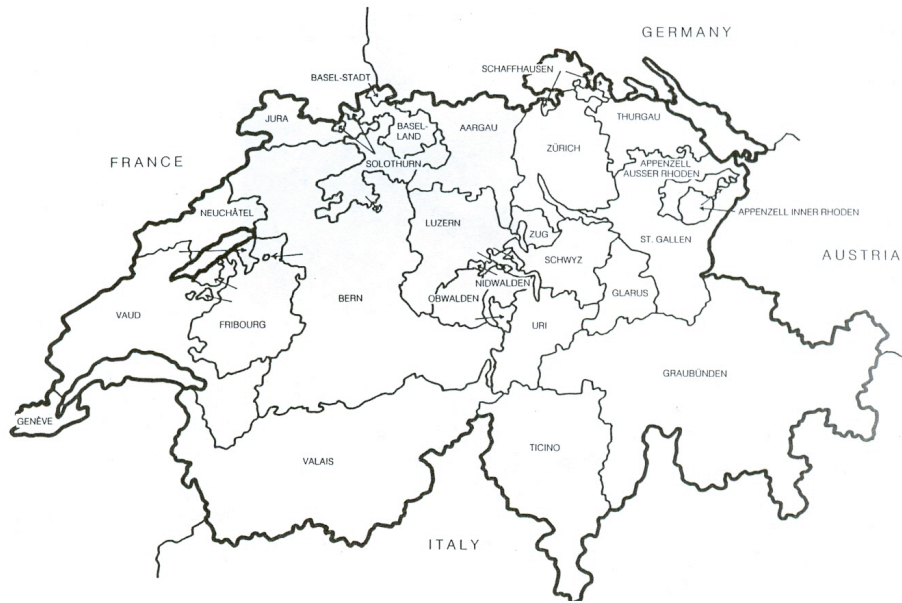 GERMANY
SCHAFFHAUSEN
BASEL-STADT
JURA
BASEL-
LAND
AARGAU
THURGAU
ZÜRICH
FRANCE
SOLOTHURN
APPENZELL
AUSSER RHODEN
NEUCHÂTEL
APPENZELL INNER RHODEN
LUZERN
ZUG
ST. GALLEN
SCHWYZ
AUSTRIA
NIDWALDEN
BERN
OBWALDEN
GLARUS
VAUD
FRIBOURG
URI
GRAUBÜNDEN
GENÈVE
VALAIS
TICINO
ITALY